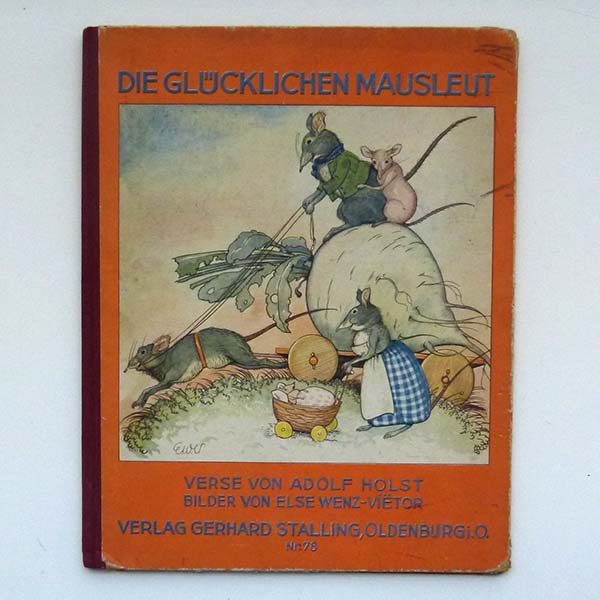 DIE GLÜCKLICHEN MAUSLEUT
EWV
VERSE VON ADOLF HOLST
BILDER VON ELSE WENZ-VIËTOR
VERLAG GERHARD STALLING, OLDENBURG i.O.
Nr. 78